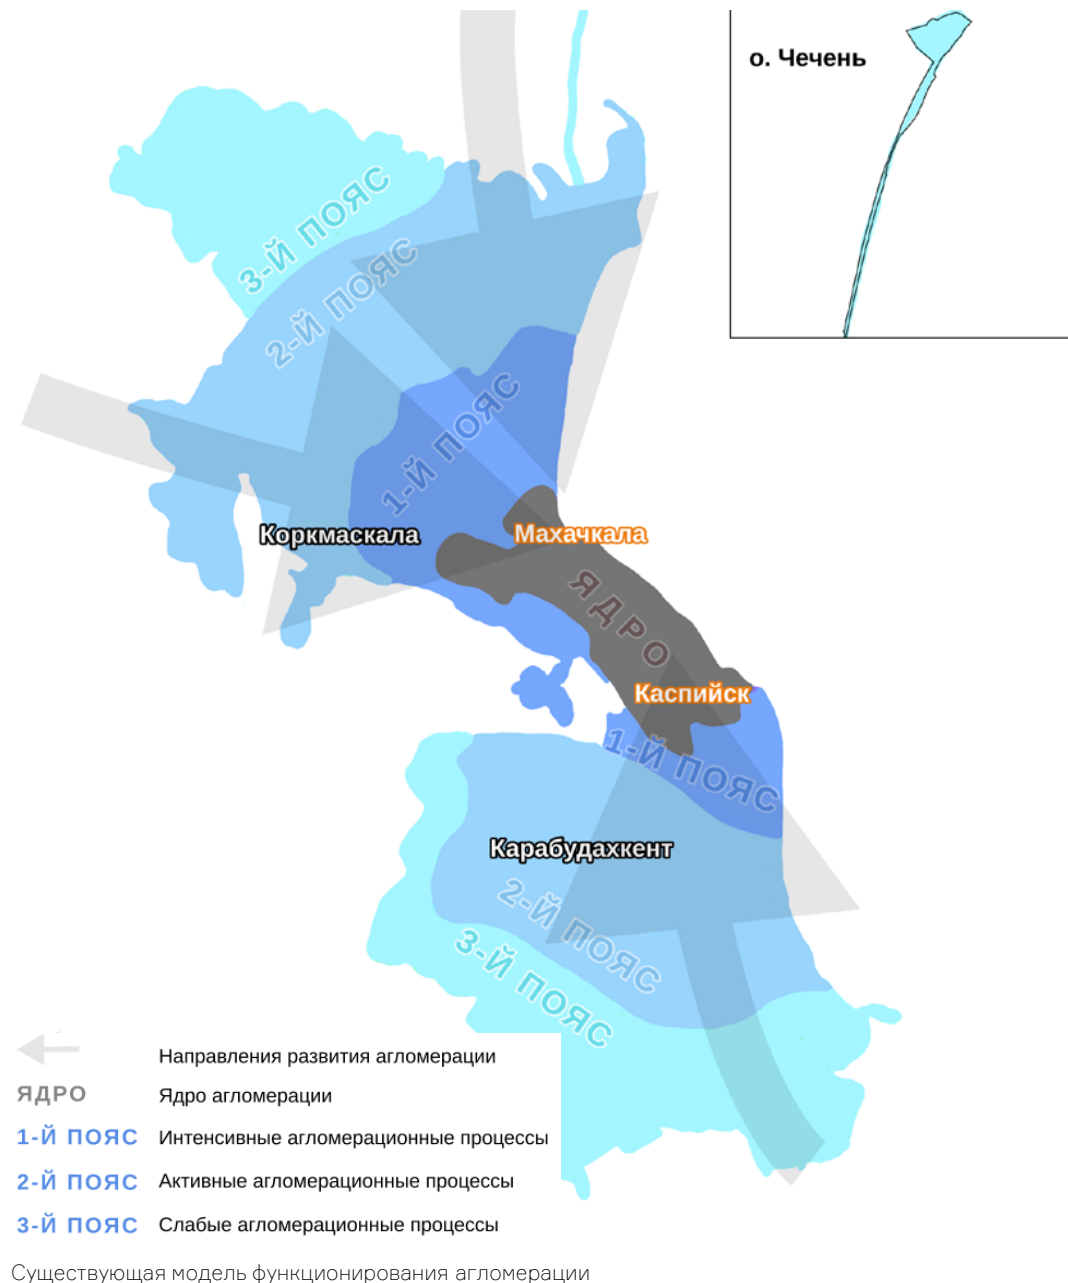 о. Чечень
3-Й ПОЯС
2-Й ПОЯС
1-Й ПОЯС
Коркмаскала
Махачкала
ЯДРО
Каспийск
1-Й ПОЯС
Карабудахкент
2-Й ПОЯС
3-Й ПОЯС
Направления развития агломерации
ЯДРО Ядро агломерации
1-Й ПОЯС Интенсивные агломерационные процессы
2-Й ПОЯС Активные агломерационные процессы
3-Й ПОЯС Слабые агломерационные процессы
Существующая модель функционирования агломерации